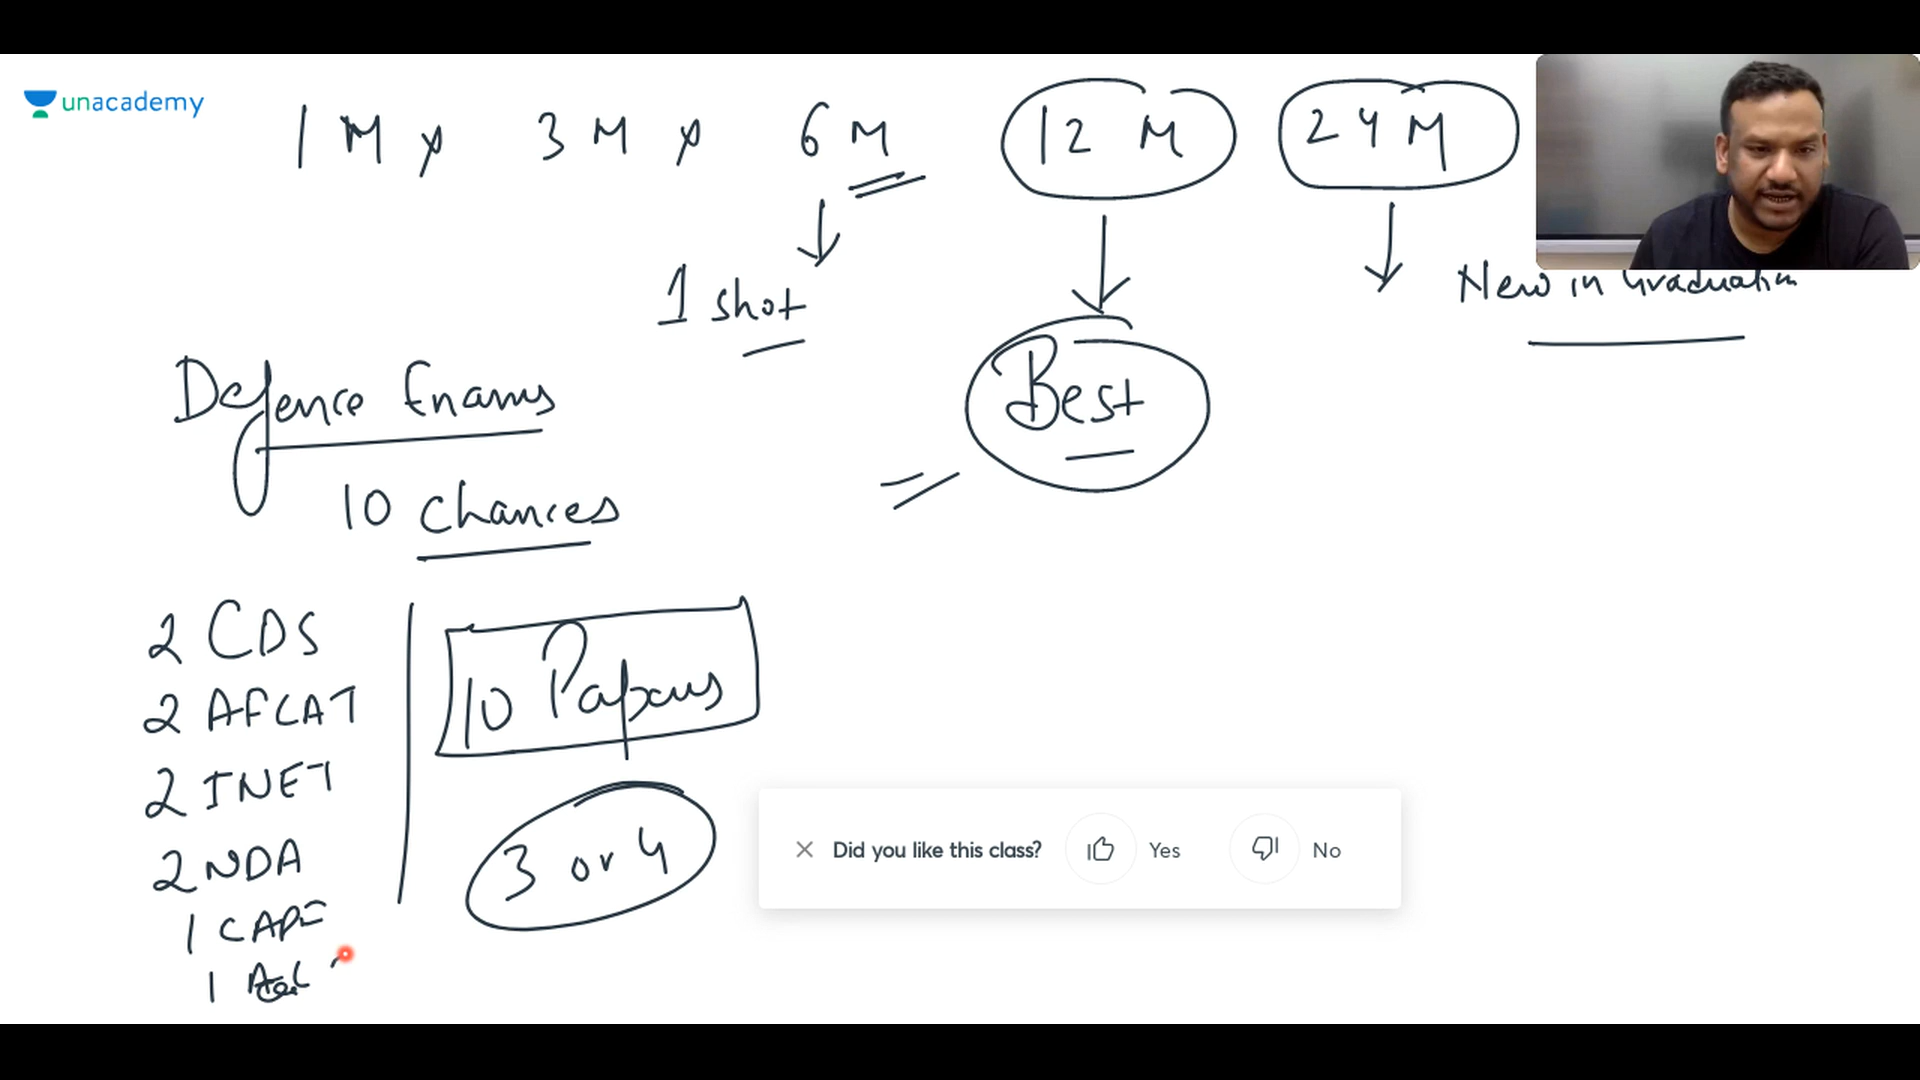 unacademy
1 M x 3 M x 6 M 12 M 24 M
1 shot
Best
New in Graduation
Defence Exams
10 Chances
2 CDS
2 AFCAT
2 INET
2 NDA
1 CAPF
1
10 Papers
3 or 4
Did you like this class? Yes No